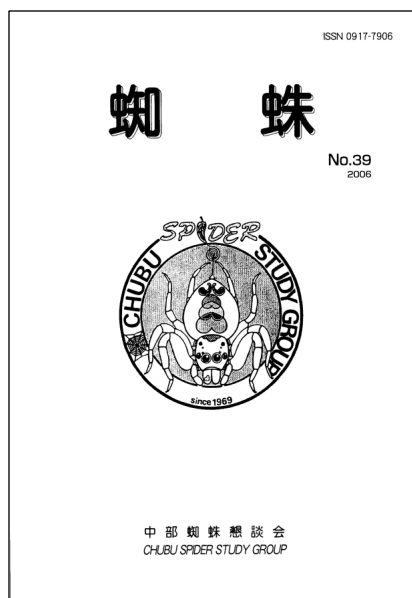 ISSN 0917-7906
蜘 蛛
No.39
2006
SPIDER
CHUBU STUDY GROUP
since 1969
中部蜘蛛懇談会
CHUBU SPIDER STUDY GROUP